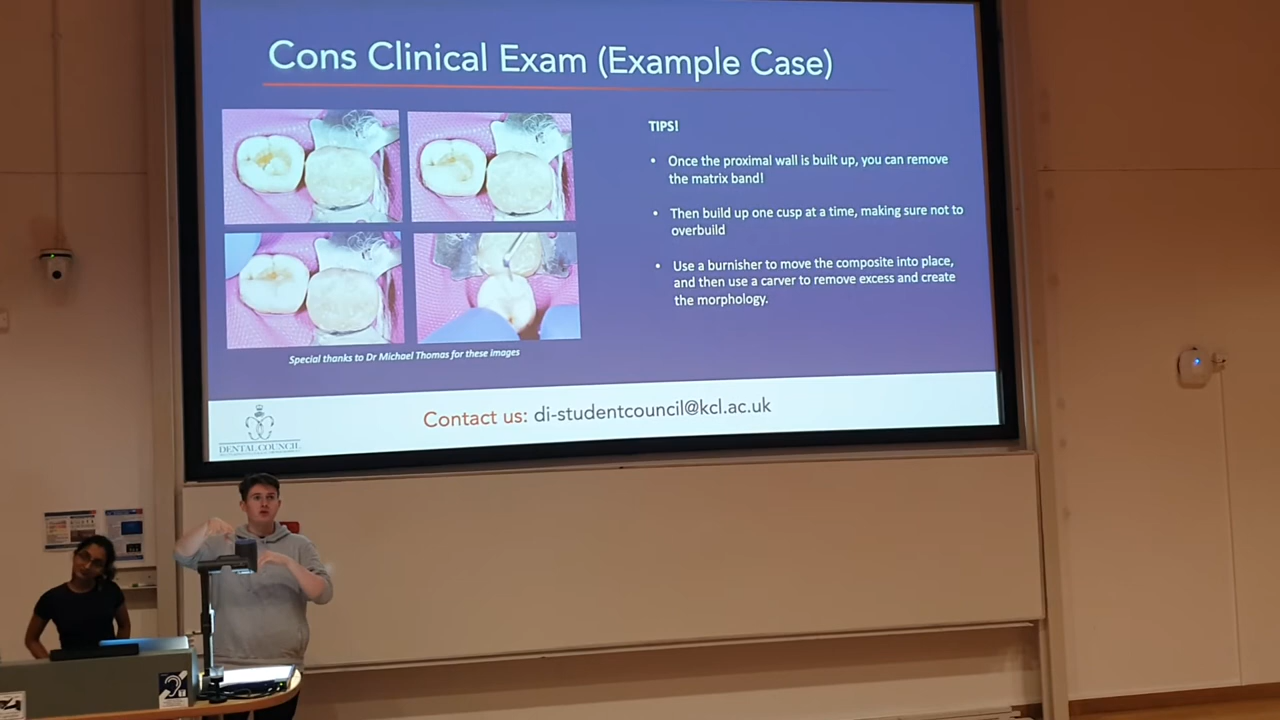 Cons Clinical Exam (Example Case)
TIPS!
• Once the proximal wall is built up, you can remove
the matrix band!
• Then build up one cusp at a time, making sure not to
overbuild
• Use a burnisher to move the composite into place,
and then use a carver to remove excess and create
the morphology.
Special thanks to Dr Michael Thomas for these images
DENTAL COUNCIL
Contact us: di-studentcouncil@kcl.ac.uk